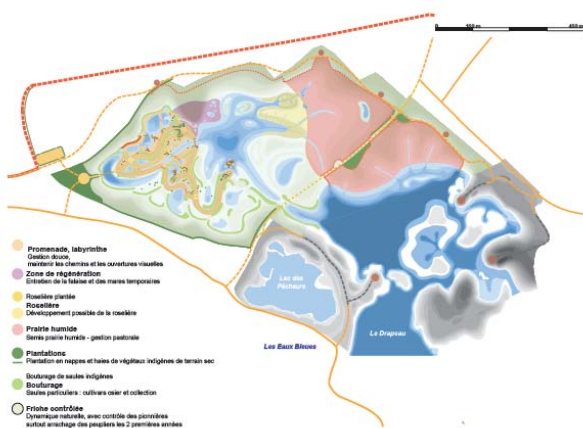 0
100 m
400 m
Promenade, labyrinthe
Gestion douce,
maintenir les chemins et les ouvertures visuelles
Zone de régénération
Entretien de la falaise et des mares temporaires
Roselière plantée
Roselière
Développement possible de la roselière
Prairie humide
Semis prairie humide - gestion pastorale
Plantations
Plantation en nappes et haies de végétaux indigènes de terrain sec
Bouturage de saules indigènes
Bouturage
Saules particuliers : cultivars osier et collection
Friche contrôlée
Dynamique naturelle, avec contrôle des pionnières
surtout arrachage des peupliers les 2 premières années
Lac des
Pêcheurs
Le Drapeau
Les Eaux Bleues